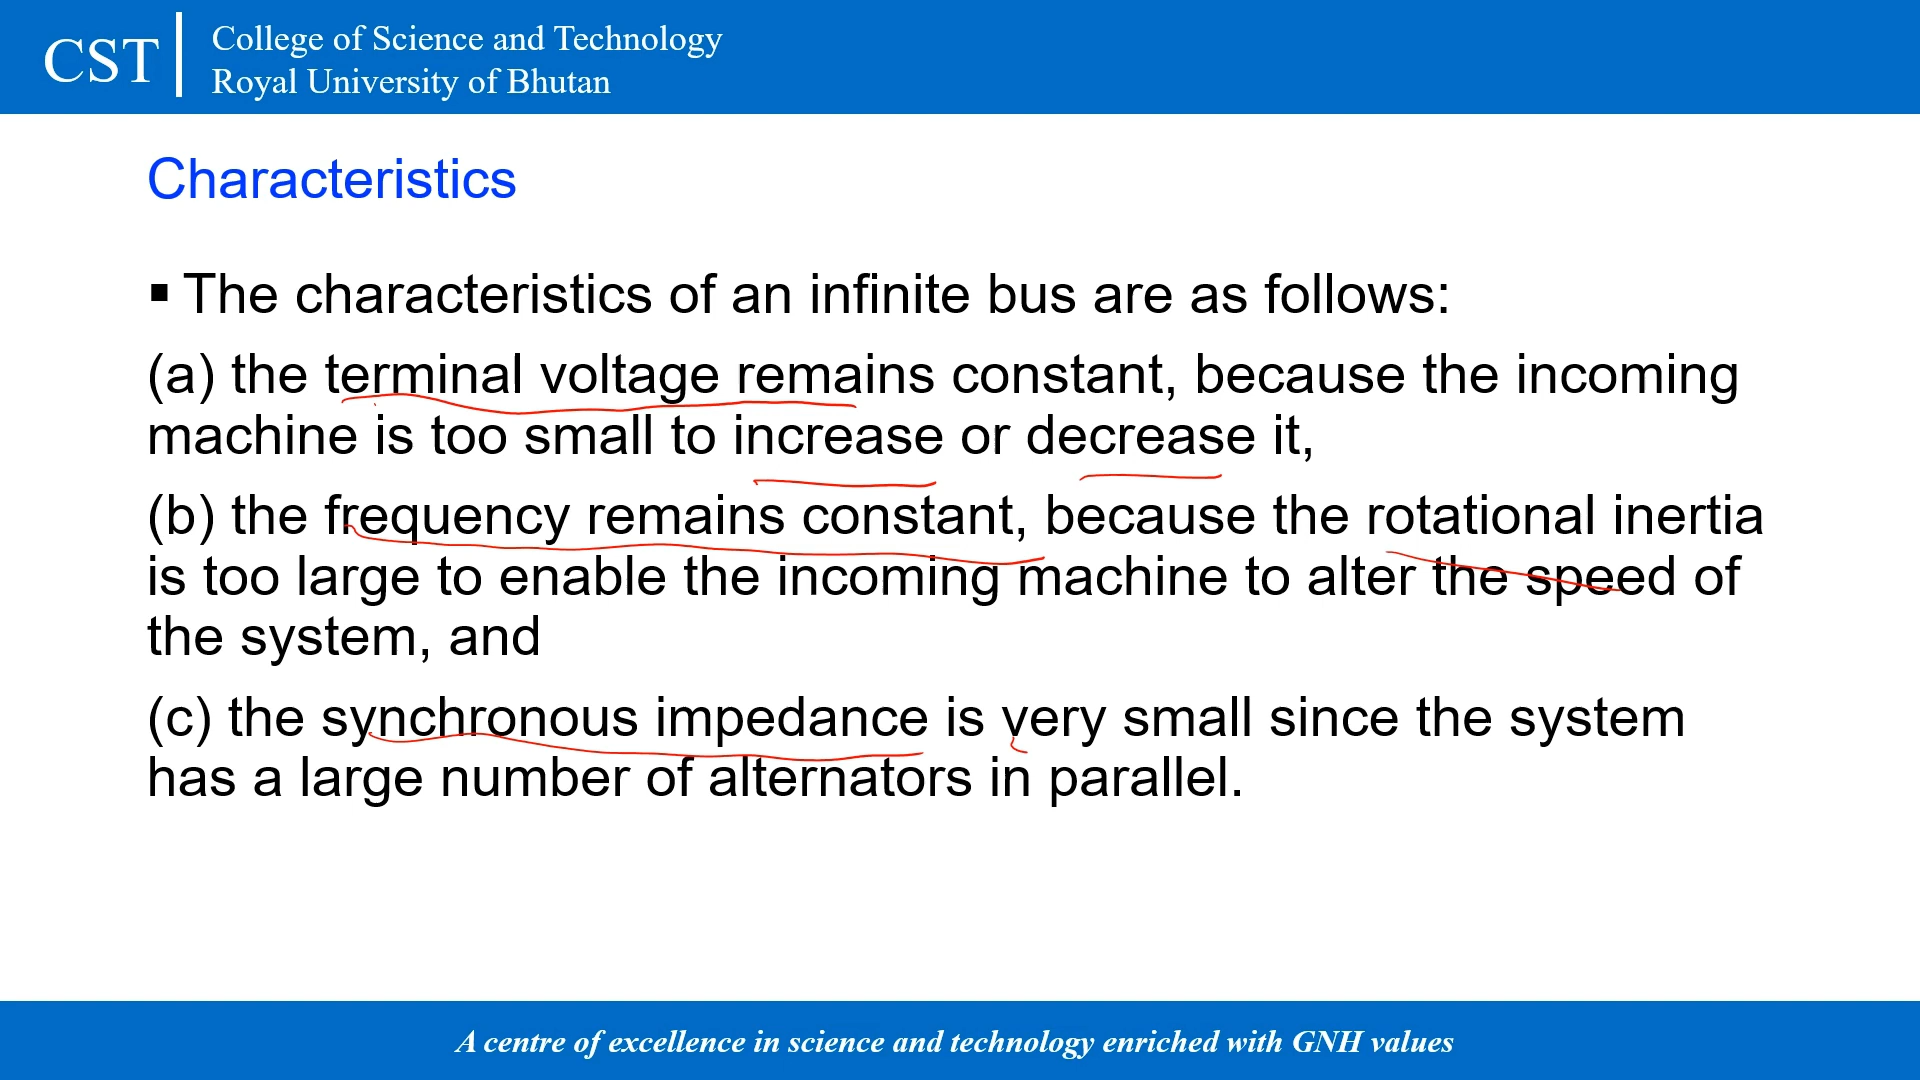 CST
College of Science and Technology
Royal University of Bhutan
Characteristics
▪ The characteristics of an infinite bus are as follows:
(a) the terminal voltage remains constant, because the incoming
machine is too small to increase or decrease it,
(b) the frequency remains constant, because the rotational inertia
is too large to enable the incoming machine to alter the speed of
the system, and
(c) the synchronous impedance is very small since the system
has a large number of alternators in parallel.
A centre of excellence in science and technology enriched with GNH values